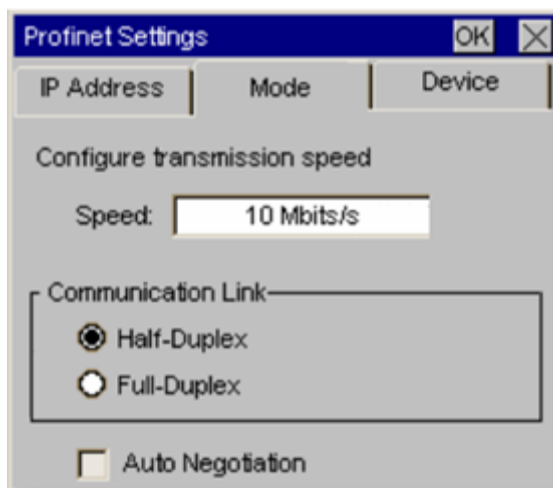 Profinet Settings OK
IP Address Mode Device
Configure transmission speed
Speed: 10 Mbits/s
Communication Link
Half-Duplex
Full-Duplex
Auto Negotiation